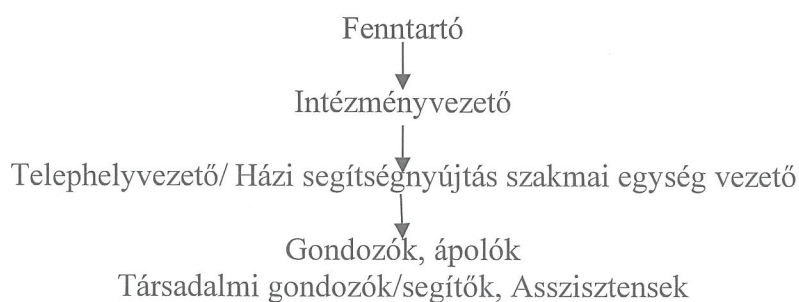 Fenntartó
Intézményvezető
Telephelyvezető/ Házi segítségnyújtás szakmai egység vezető
Gondozók, ápolók
Társadalmi gondozók/segítők, Asszisztensek